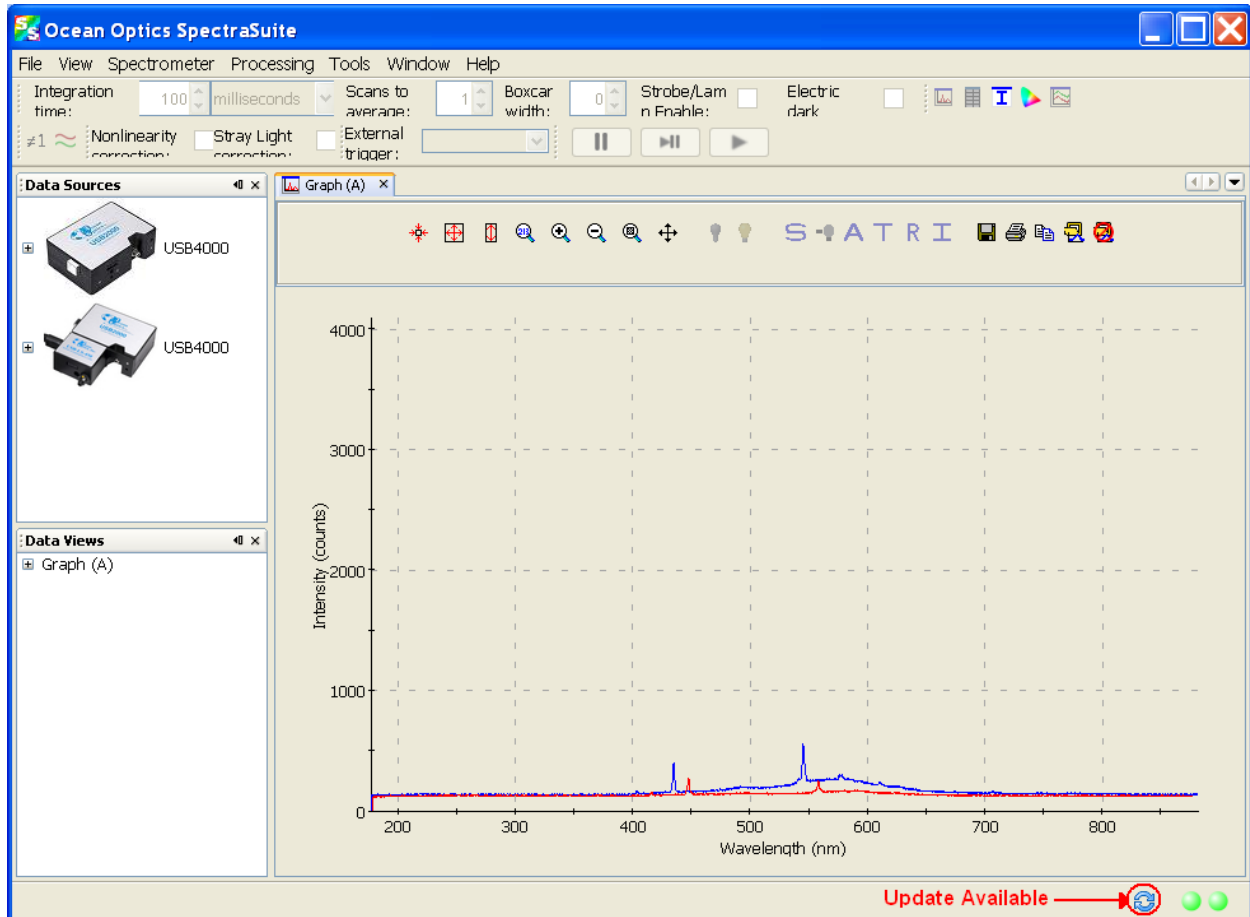 Ocean Optics SpectraSuite
File View Spectrometer Processing Tools Window Help
Integration time: 100 milliseconds Scans to average: 1 Boxcar width: 0 Strobe/Lam n Enable: Electric dark
≠1 Nonlinearity correction: Stray Light correction: External trigger:
Data Sources
USB4000
USB4000
Data Views
Graph (A)
Graph (A)
S A T R I
4000
3000
2000
1000
0
Intensity (counts)
200 300 400 500 600 700 800
Wavelength (nm)
Update Available